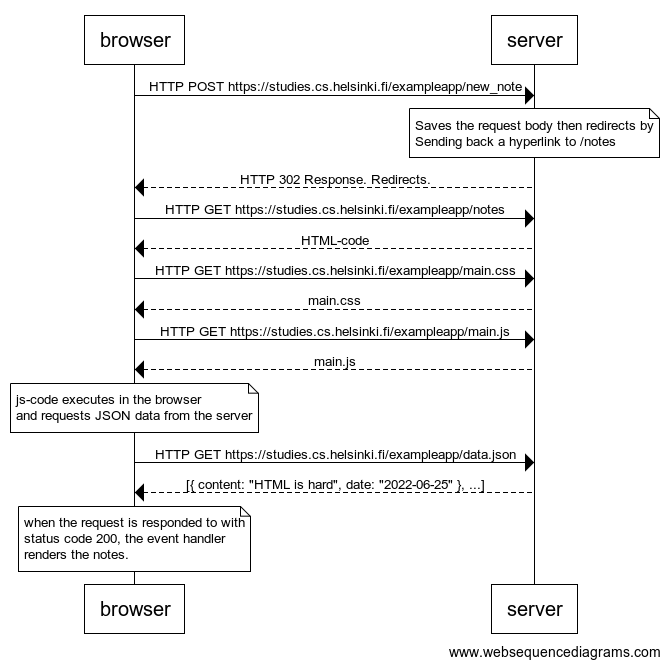 browser
server
HTTP POST https://studies.cs.helsinki.fi/exampleapp/new_note
Saves the request body then redirects by
Sending back a hyperlink to /notes
HTTP 302 Response. Redirects.
HTTP GET https://studies.cs.helsinki.fi/exampleapp/notes
HTML-code
HTTP GET https://studies.cs.helsinki.fi/exampleapp/main.css
main.css
HTTP GET https://studies.cs.helsinki.fi/exampleapp/main.js
main.js
js-code executes in the browser
and requests JSON data from the server
HTTP GET https://studies.cs.helsinki.fi/exampleapp/data.json
[{ content: "HTML is hard", date: "2022-06-25" }, ...]
when the request is responded to with
status code 200, the event handler
renders the notes.
browser
server
www.websequencediagrams.com